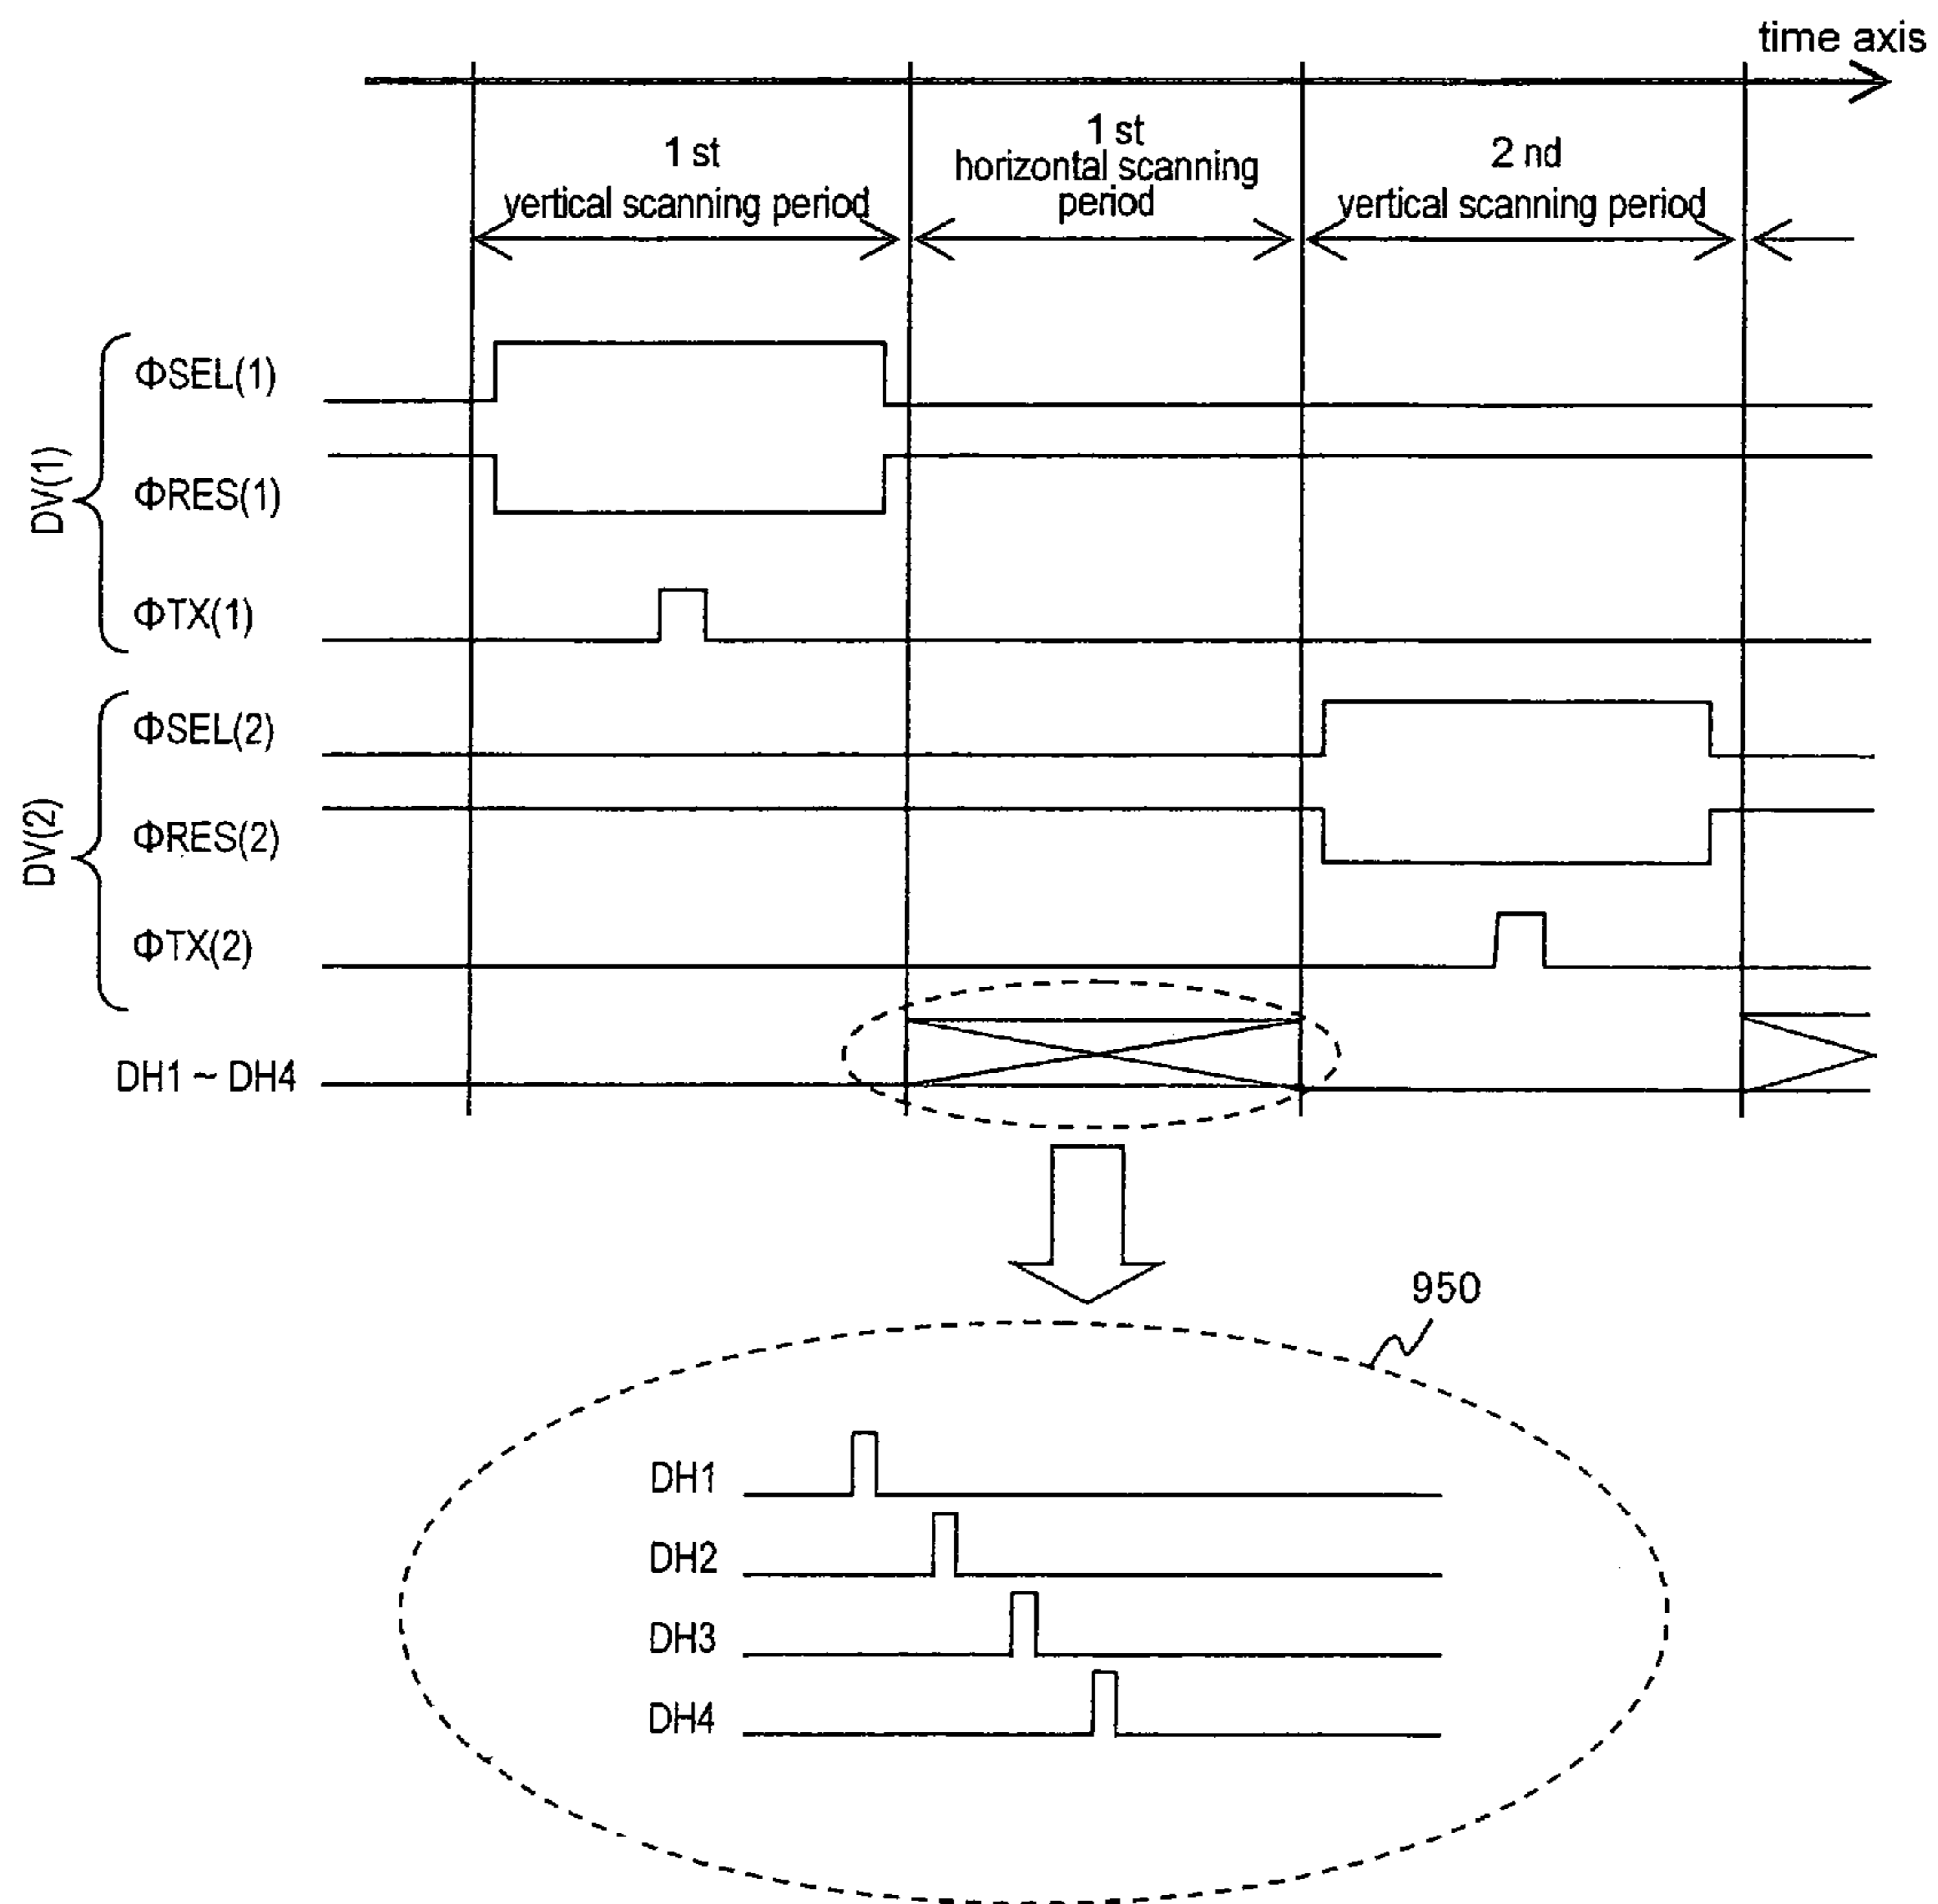 time axis
1 st
vertical scanning period
1 st
horizontal scanning
period
2 nd
vertical scanning period
DV(1)
ΦSEL(1)
ΦRES(1)
ΦTX(1)
DV(2)
ΦSEL(2)
ΦRES(2)
ΦTX(2)
DH1 ~ DH4
950
DH1
DH2
DH3
DH4